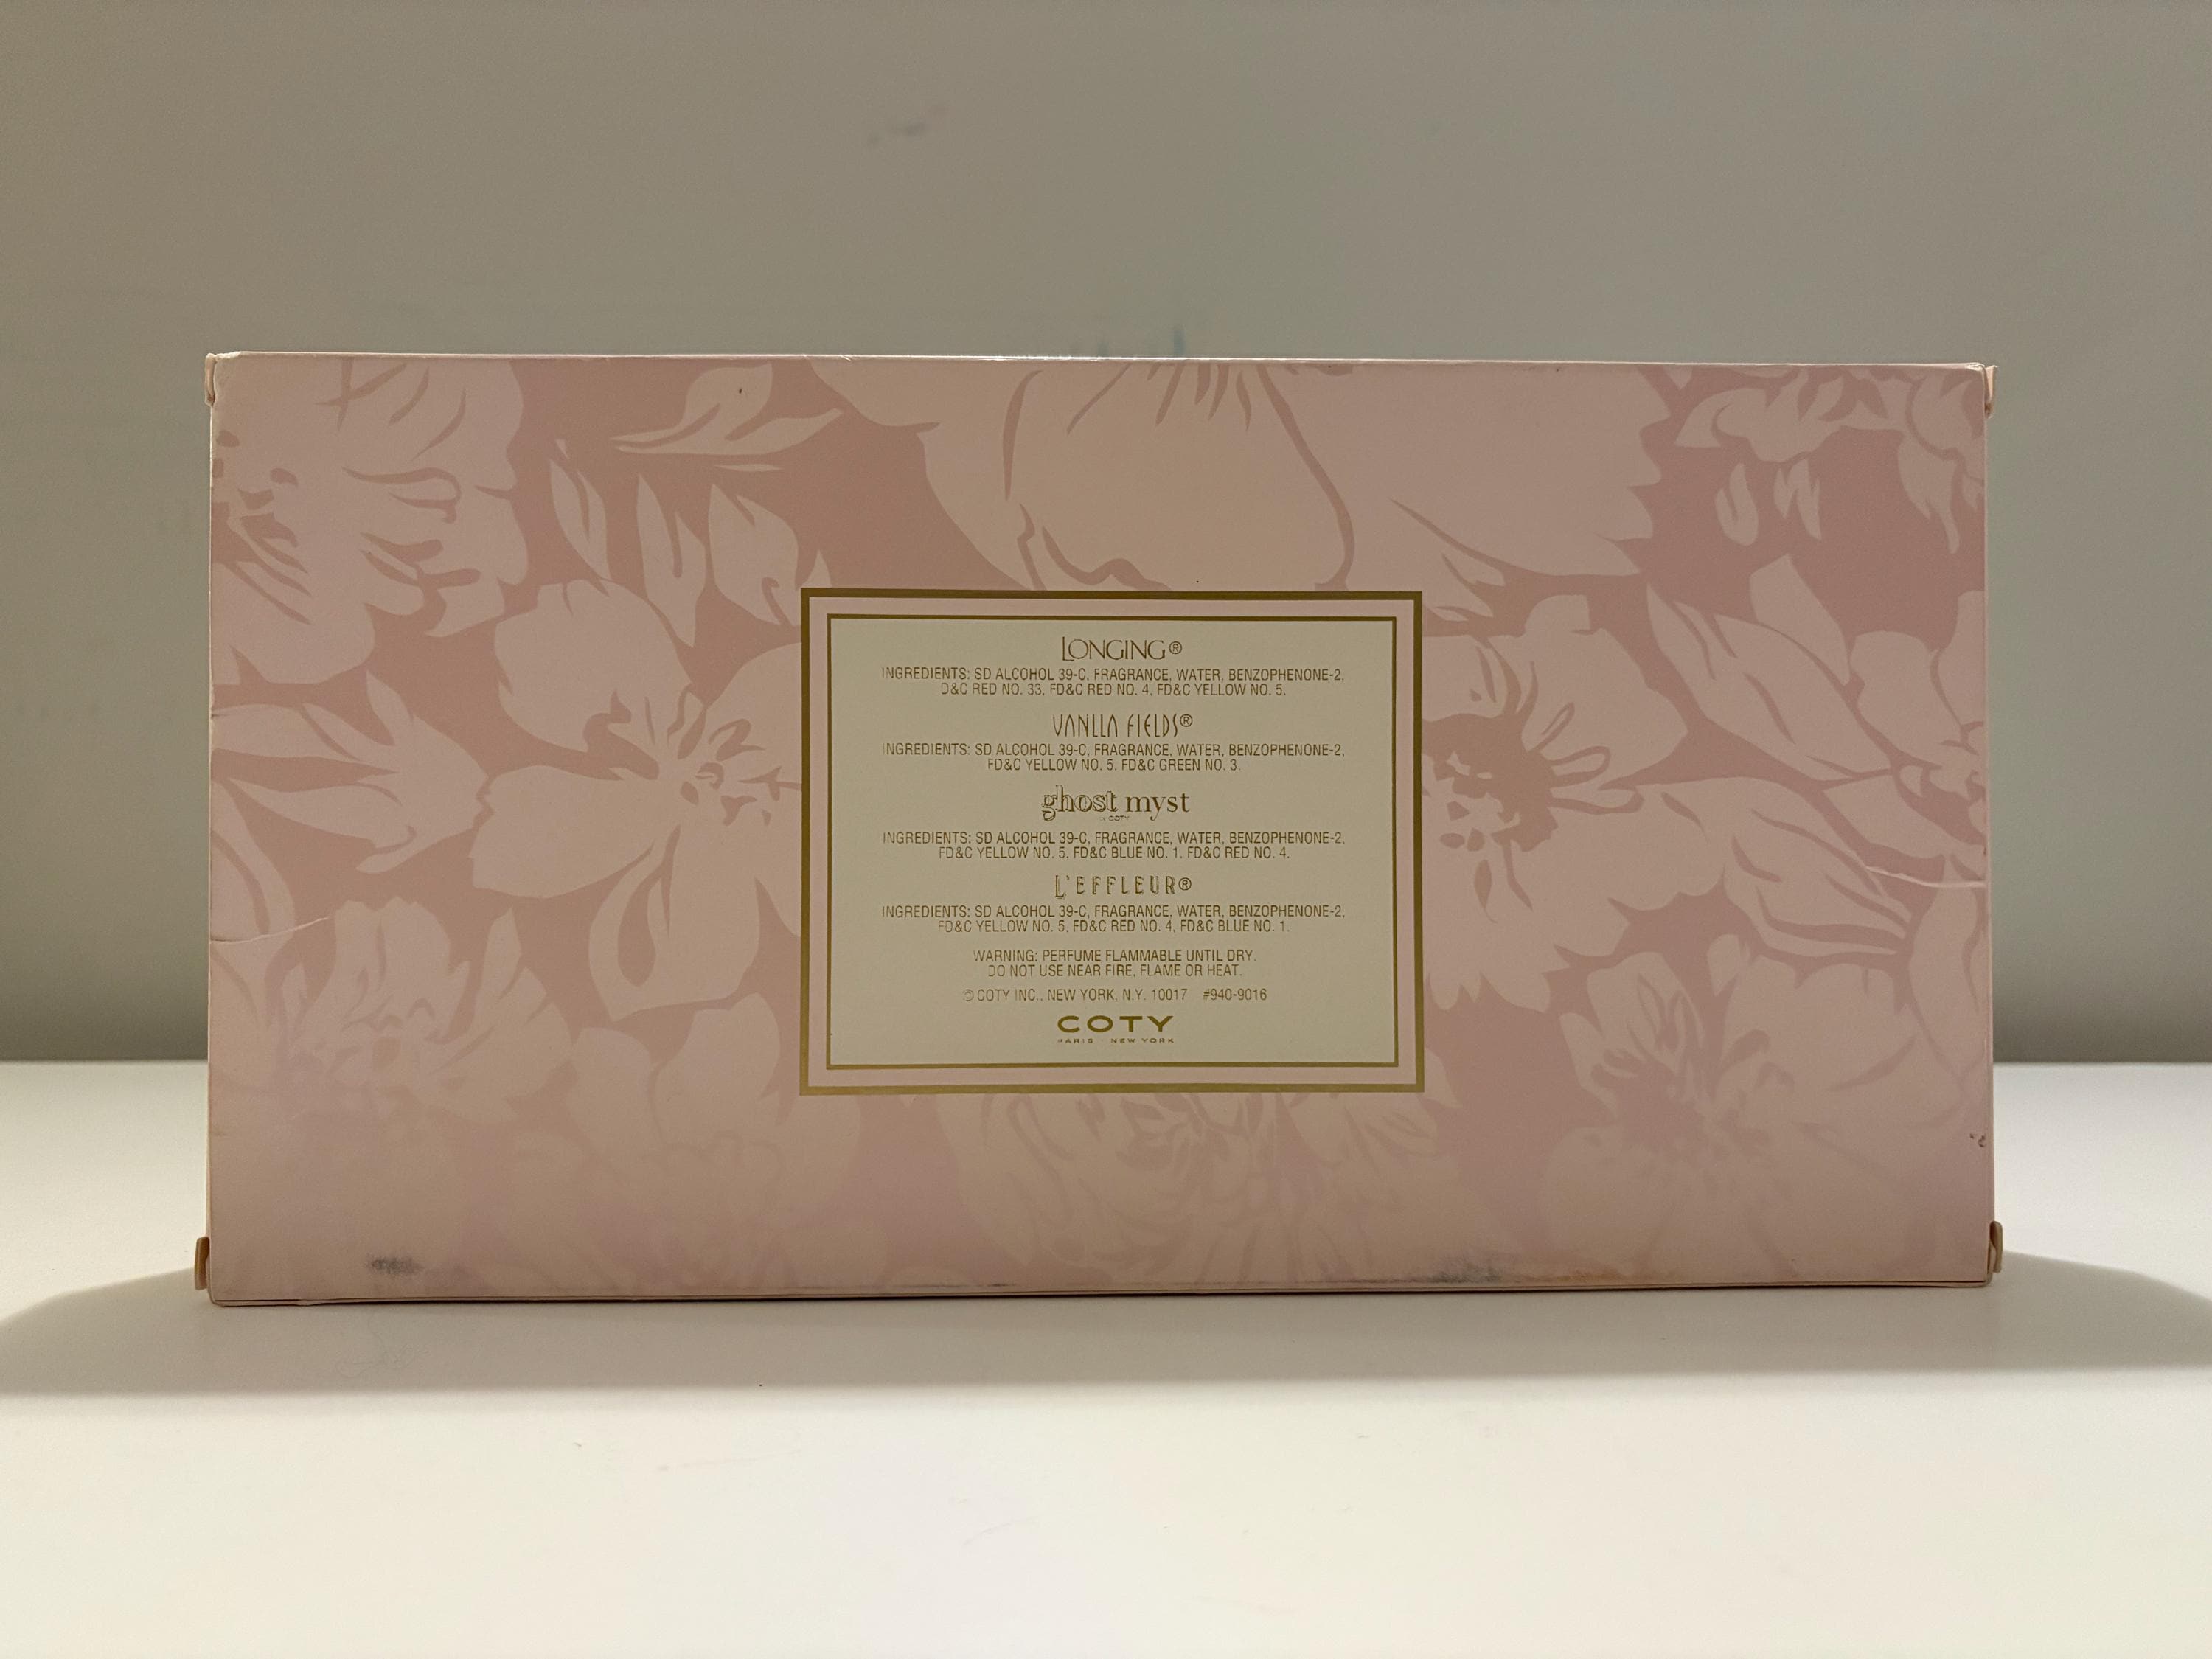 LONGING®
INGREDIENTS: SD ALCOHOL 39-C, FRAGRANCE, WATER, BENZOPHENONE-2,
D&C RED NO. 33, FD&C RED NO. 4, FD&C YELLOW NO. 5.
VANILLA FIELDS®
INGREDIENTS: SD ALCOHOL 39-C, FRAGRANCE, WATER, BENZOPHENONE-2,
FD&C YELLOW NO. 5. FD&C GREEN NO. 3.
ghost myst
COTY
INGREDIENTS: SD ALCOHOL 39-C, FRAGRANCE, WATER, BENZOPHENONE-2,
FD&C YELLOW NO. 5, FD&C BLUE NO. 1, FD&C RED NO. 4.
L'EFFLEUR®
INGREDIENTS: SD ALCOHOL 39-C, FRAGRANCE, WATER, BENZOPHENONE-2,
FD&C YELLOW NO. 5, FD&C RED NO. 4, FD&C BLUE NO. 1.
WARNING: PERFUME FLAMMABLE UNTIL DRY.
DO NOT USE NEAR FIRE, FLAME OR HEAT.
© COTY INC., NEW YORK, N.Y. 10017 #940-9016
COTY
PARIS · NEW YORK